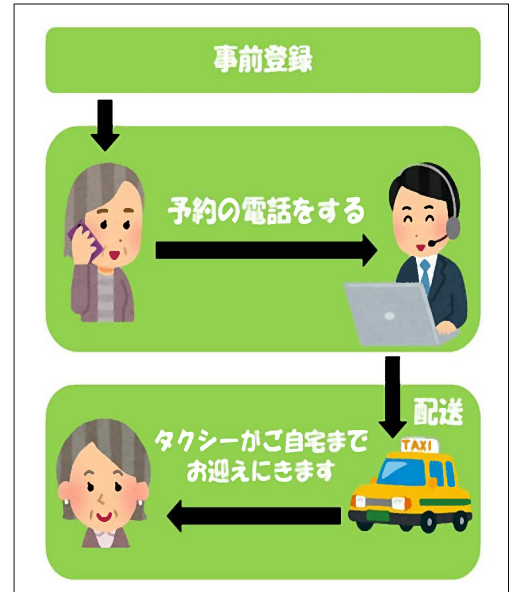 事前登録
予約の電話をする
配送
TAXI
タクシーがご自宅まで
お迎えにきます